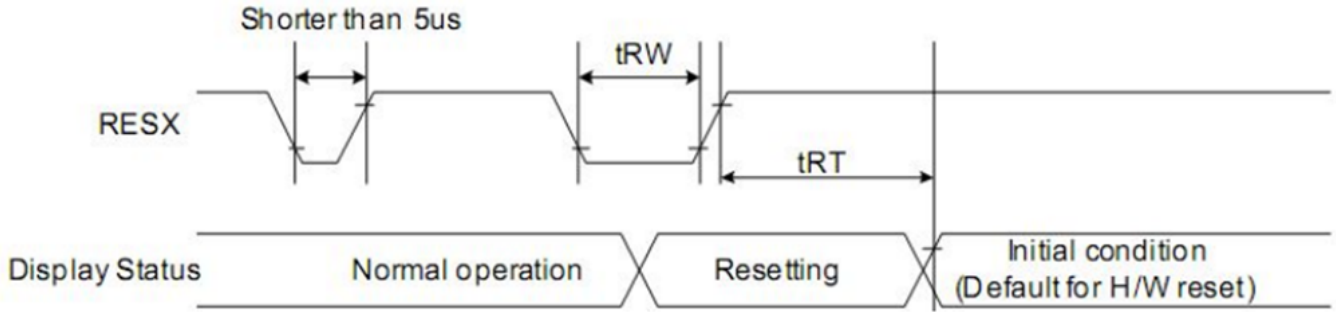 Shorter than 5us
tRW
RESX
tRT
Display Status
Normal operation
Resetting
Initial condition
(Default for H/W reset)